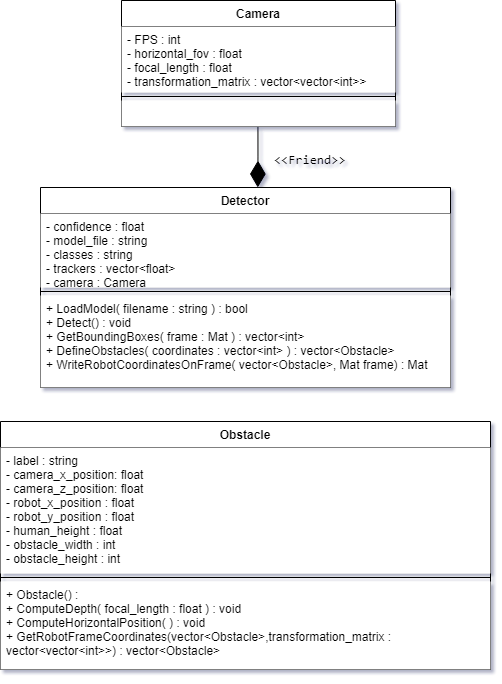 Camera
- FPS : int
- horizontal_fov : float
- focal_length : float
- transformation_matrix : vector<vector<int>>
<<Friend>>
Detector
- confidence : float
- model_file : string
- classes : string
- trackers : vector<float>
- camera : Camera
+ LoadModel( filename : string ) : bool
+ Detect() : void
+ GetBoundingBoxes( frame : Mat ) : vector<int>
+ DefineObstacles( coordinates : vector<int> ) : vector<Obstacle>
+ WriteRobotCoordinatesOnFrame( vector<Obstacle>, Mat frame) : Mat
Obstacle
- label : string
- camera_x_position: float
- camera_z_position: float
- robot_x_position : float
- robot_y_position : float
- human_height : float
- obstacle_width : int
- obstacle_height : int
+ Obstacle() :
+ ComputeDepth( focal_length : float ) : void
+ ComputeHorizontalPosition( ) : void
+ GetRobotFrameCoordinates(vector<Obstacle>,transformation_matrix :
vector<vector<int>>) : vector<Obstacle>